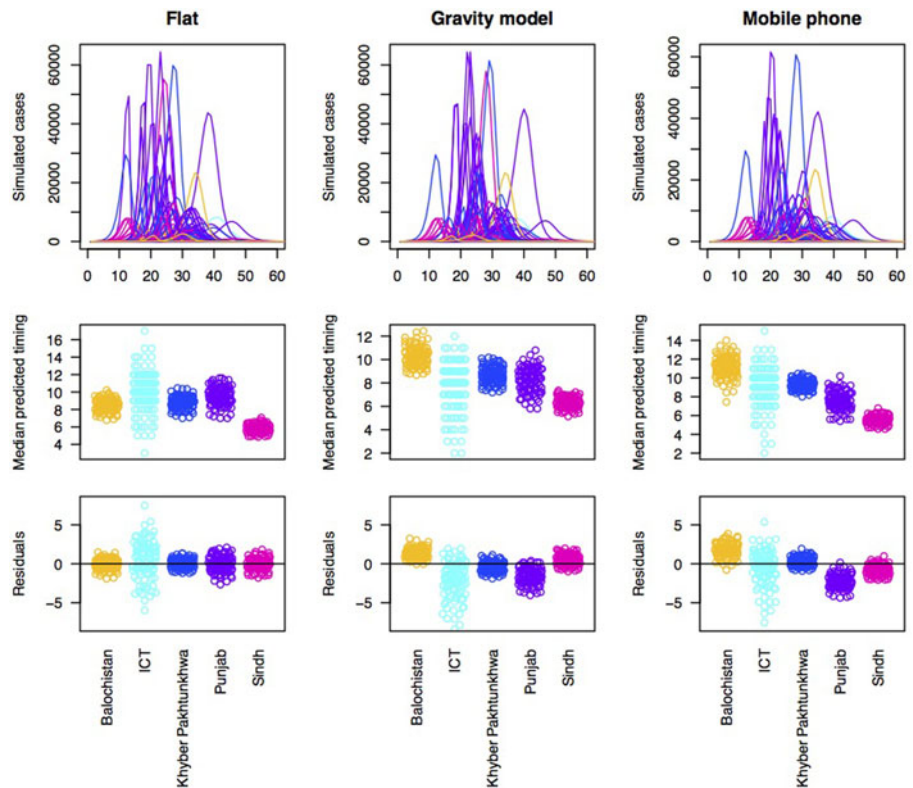 Flat
Gravity model
Mobile phone
Simulated cases
0 20000 40000 60000
0 10 20 30 40 50 60
Simulated cases
0 20000 40000 60000
0 10 20 30 40 50 60
Simulated cases
0 20000 40000 60000
0 10 20 30 40 50 60
Median predicted timing
16
14
12
10
8
6
4
Median predicted timing
12
10
8
6
4
2
Median predicted timing
14
12
10
8
6
4
2
Residuals
5
0
−5
Residuals
5
0
−5
Residuals
5
0
−5
Balochistan
ICT
Khyber Pakhtunkhwa
Punjab
Sindh
Balochistan
ICT
Khyber Pakhtunkhwa
Punjab
Sindh
Balochistan
ICT
Khyber Pakhtunkhwa
Punjab
Sindh